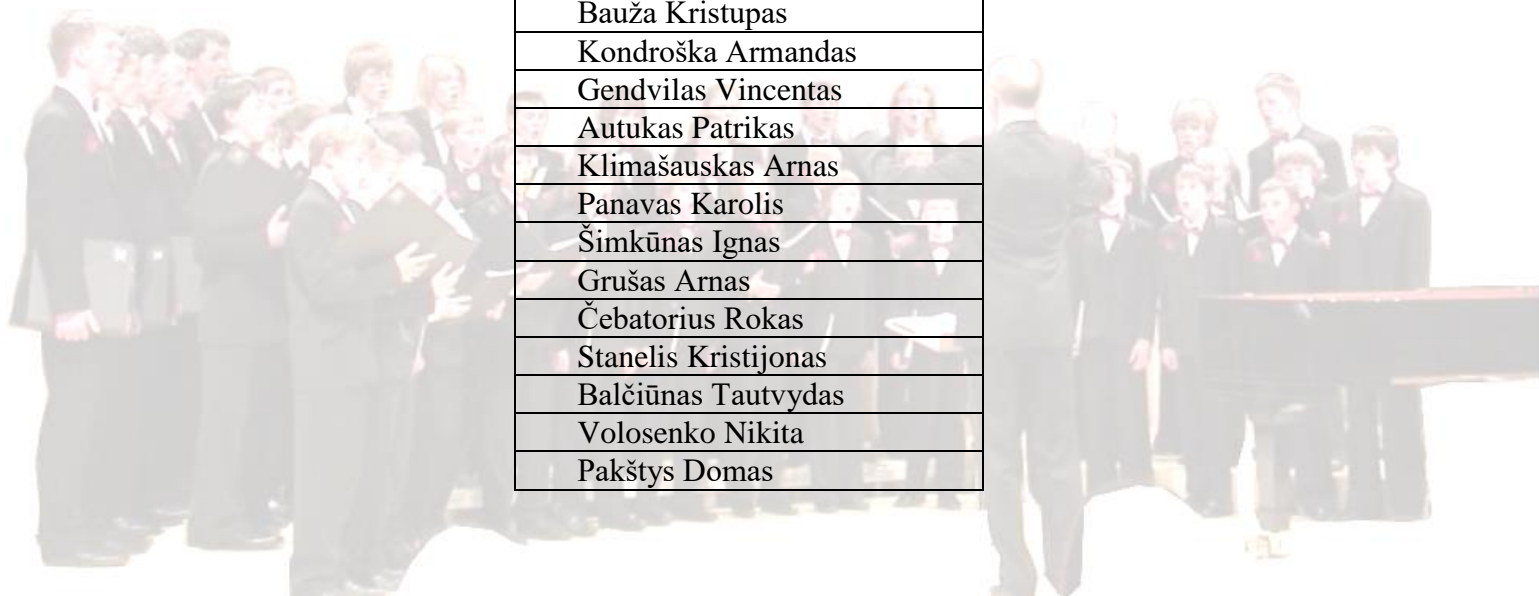 Bauža Kristupas
Kondroška Armandas
Gendvilas Vincentas
Autukas Patrikas
Klimašauskas Arnas
Panavas Karolis
Šimkūnas Ignas
Grušas Arnas
Čebatorius Rokas
Stanelis Kristijonas
Balčiūnas Tautvydas
Volosenko Nikita
Pakštys Domas